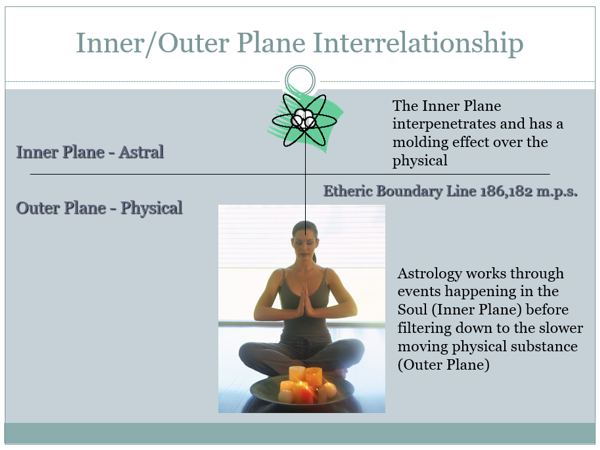 Inner/Outer Plane Interrelationship
The Inner Plane
interpenetrates and has a
molding effect over the
physical
Inner Plane - Astral
Etheric Boundary Line 186,182 m.p.s.
Outer Plane - Physical
Astrology works through
events happening in the
Soul (Inner Plane) before
filtering down to the slower
moving physical substance
(Outer Plane)